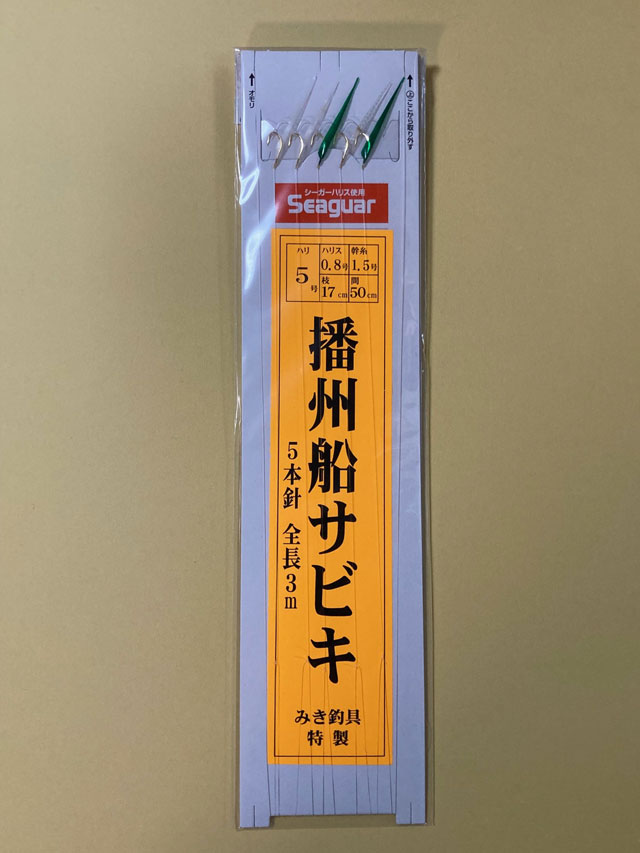 オモリ
上ここから取り外す
シーガーハリス使用
Seaguar
ハリ 5号
ハリス 0.8号
幹糸 1.5号
枝 17cm
間 50cm
播州船サビキ
5本針 全長3m
みき釣具
特製